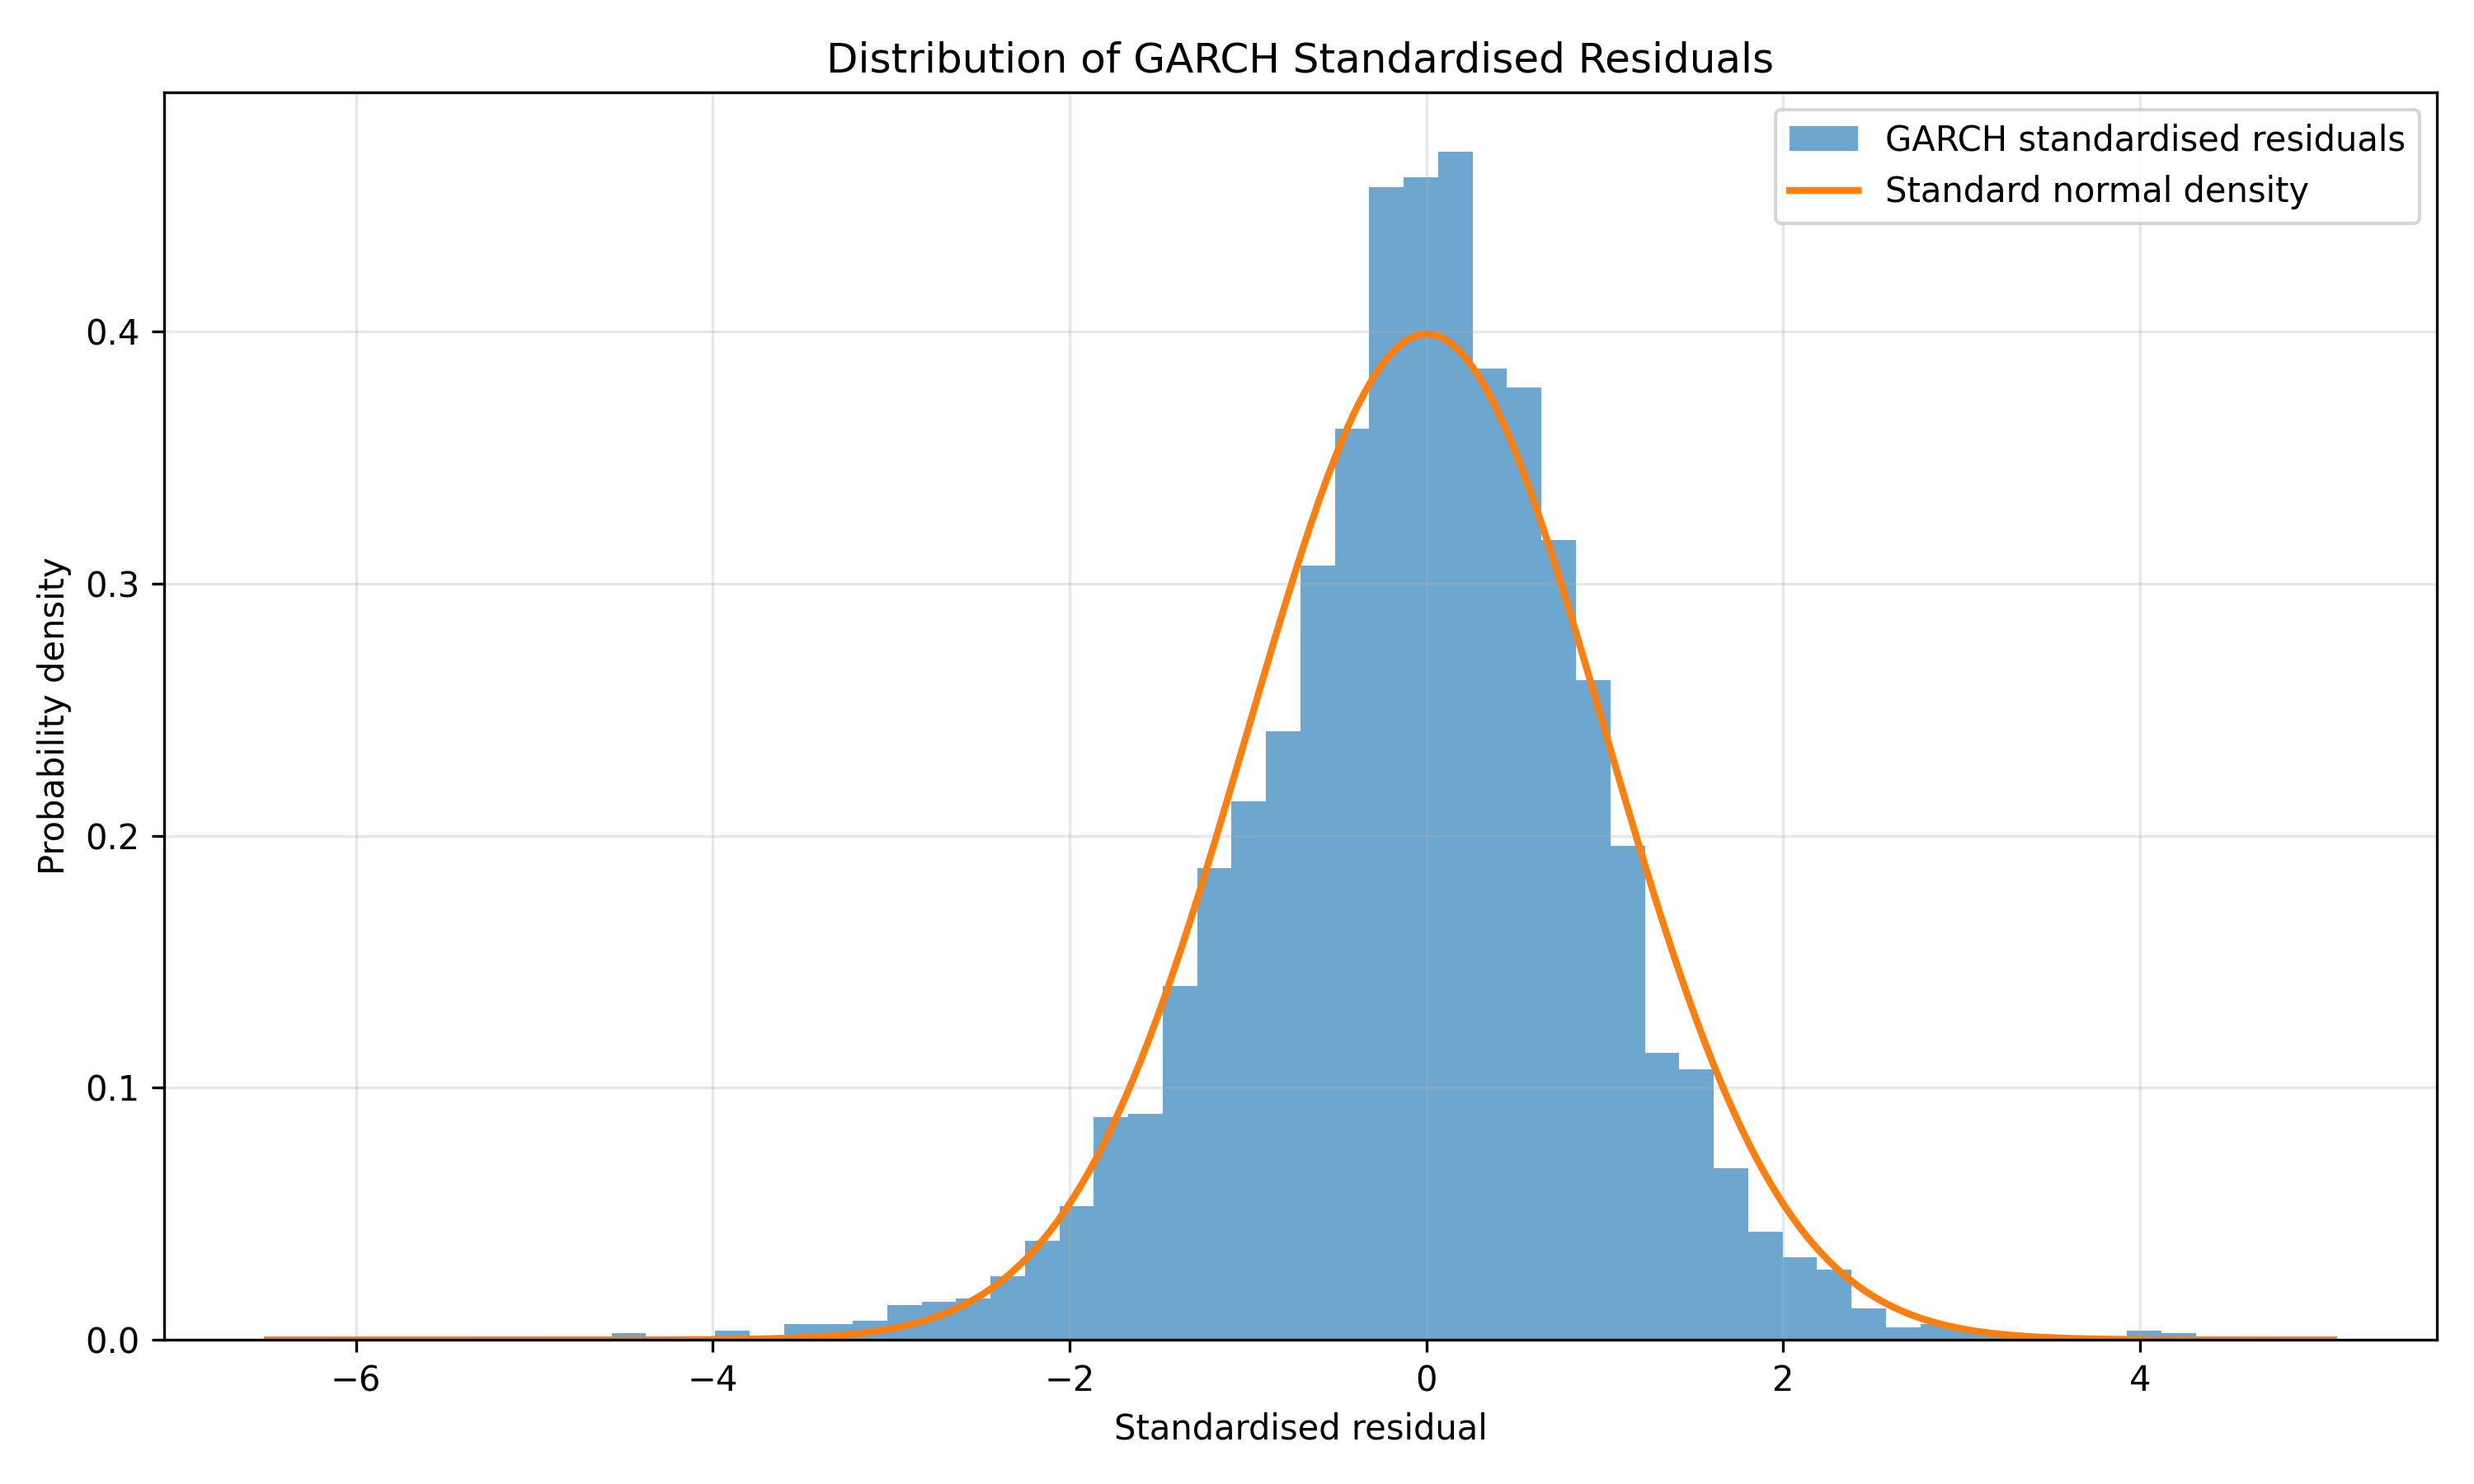 Distribution of GARCH Standardised Residuals
GARCH standardised residuals
Standard normal density
Probability density
0.4
0.3
0.2
0.1
0.0
−6
−4
−2
0
2
4
Standardised residual